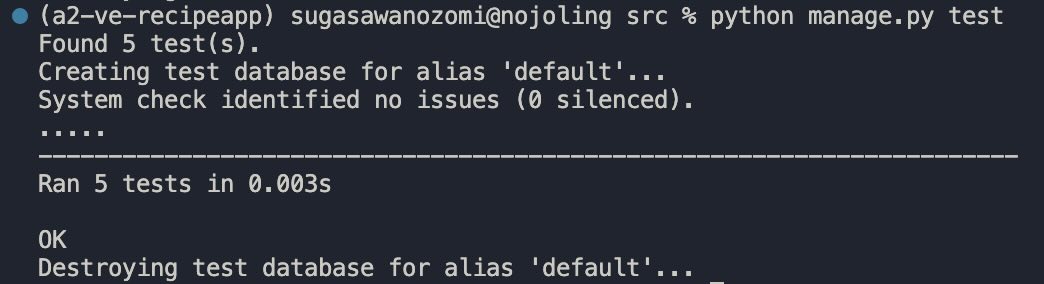 (a2-ve-recipeapp) sugasawanozomi@nojoling src % python manage.py test
Found 5 test(s).
Creating test database for alias 'default'...
System check identified no issues (0 silenced).
.....
----------------------------------------------------------------------
Ran 5 tests in 0.003s

OK
Destroying test database for alias 'default'...